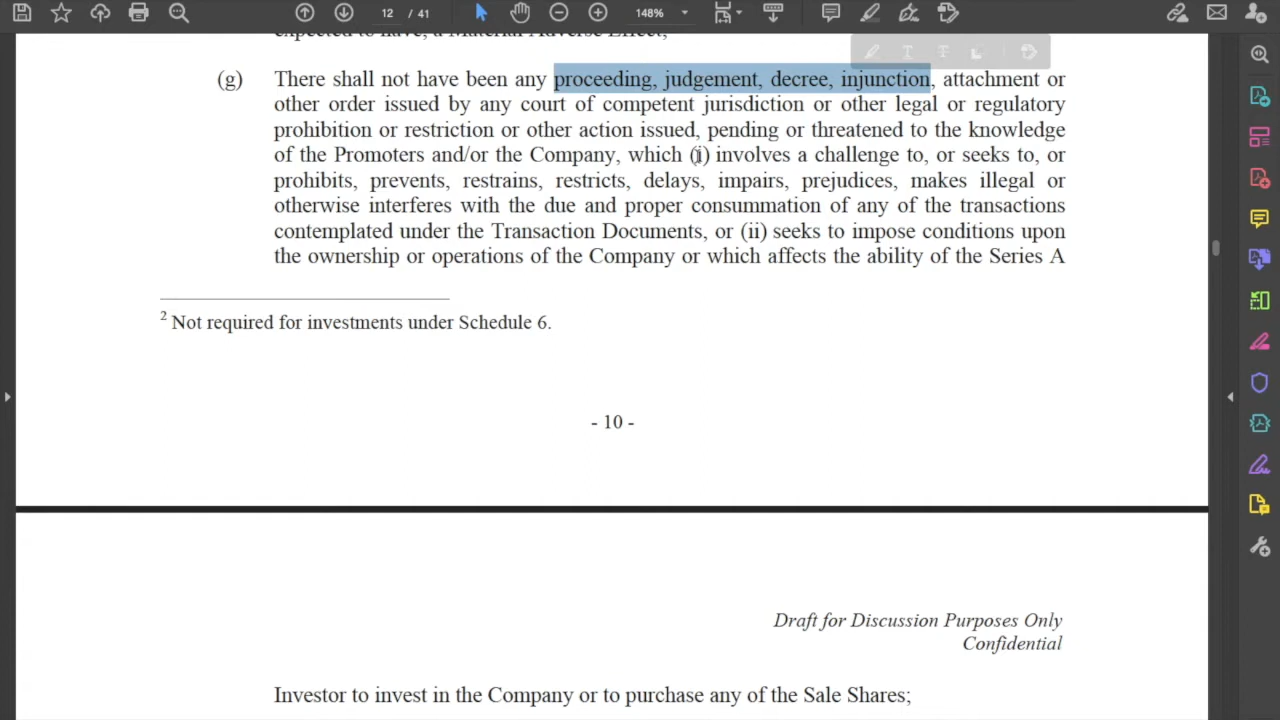 12 / 41
148%
expected to have, a Material Adverse Effect;
(g) There shall not have been any proceeding, judgement, decree, injunction, attachment or
other order issued by any court of competent jurisdiction or other legal or regulatory
prohibition or restriction or other action issued, pending or threatened to the knowledge
of the Promoters and/or the Company, which (i) involves a challenge to, or seeks to, or
prohibits, prevents, restrains, restricts, delays, impairs, prejudices, makes illegal or
otherwise interferes with the due and proper consummation of any of the transactions
contemplated under the Transaction Documents, or (ii) seeks to impose conditions upon
the ownership or operations of the Company or which affects the ability of the Series A
2 Not required for investments under Schedule 6.
- 10 -
Draft for Discussion Purposes Only
Confidential
Investor to invest in the Company or to purchase any of the Sale Shares;